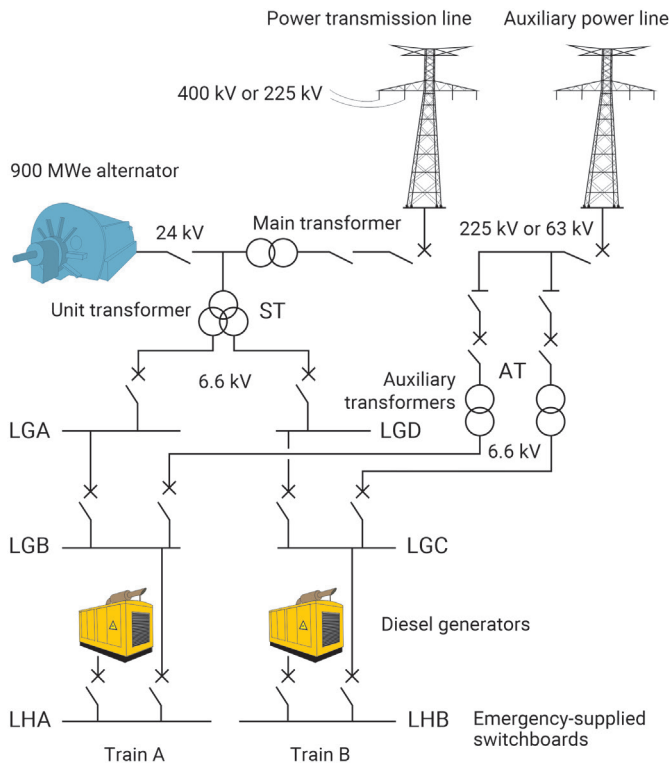 Power transmission line
Auxiliary power line
400 kV or 225 kV
900 MWe alternator
24 kV
Main transformer
225 kV or 63 kV
Unit transformer
ST
6.6 kV
AT
Auxiliary
transformers
LGA
LGD
6.6 kV
LGB
LGC
Diesel generators
LHA
LHB
Emergency-supplied
switchboards
Train A
Train B